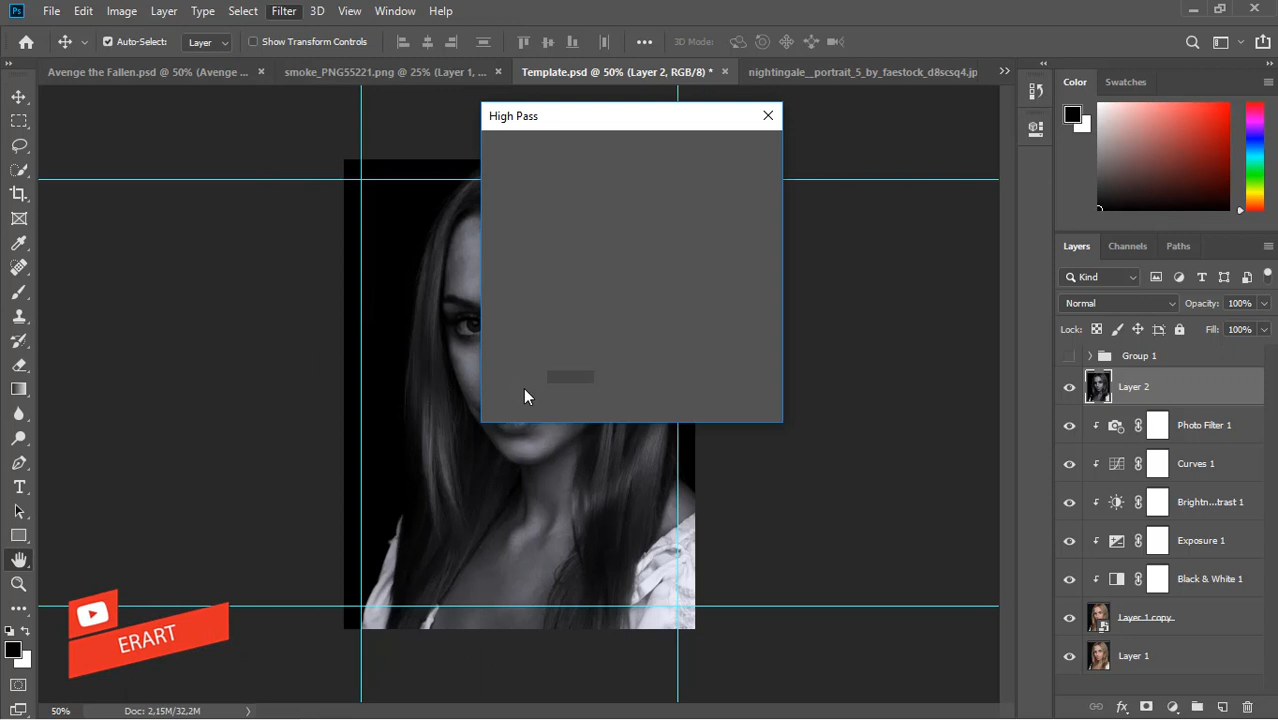 Ps File Edit Image Layer Type Select Filter 3D View Window Help
Auto-Select: Layer Show Transform Controls 3D Mode:
Avenge the Fallen.psd @ 50% (Avenge ... × smoke_PNG55221.png @ 25% (Layer 1, ... × Template.psd @ 50% (Layer 2, RGB/8) * × nightingale__portrait_5_by_faestock_d8scsq4.jp
Color Swatches
High Pass
Layers Channels Paths
Kind
Normal Opacity: 100%
Lock: Fill: 100%
Group 1
Layer 2
Photo Filter 1
Curves 1
Brightn...trast 1
Exposure 1
Black & White 1
Layer 1 copy
Layer 1
ERART
50% Doc: 2,15M/32,2M